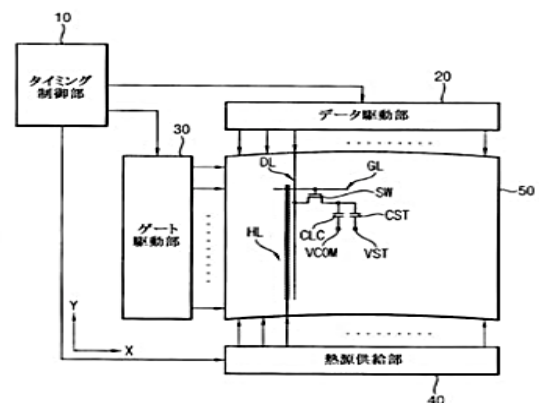 10
タイミング
制御部
20
データ駆動部
30
ゲート
駆動部
DL
GL
SW
50
HL
CLC
CST
VCOM
VST
Y
X
熱源供給部
40